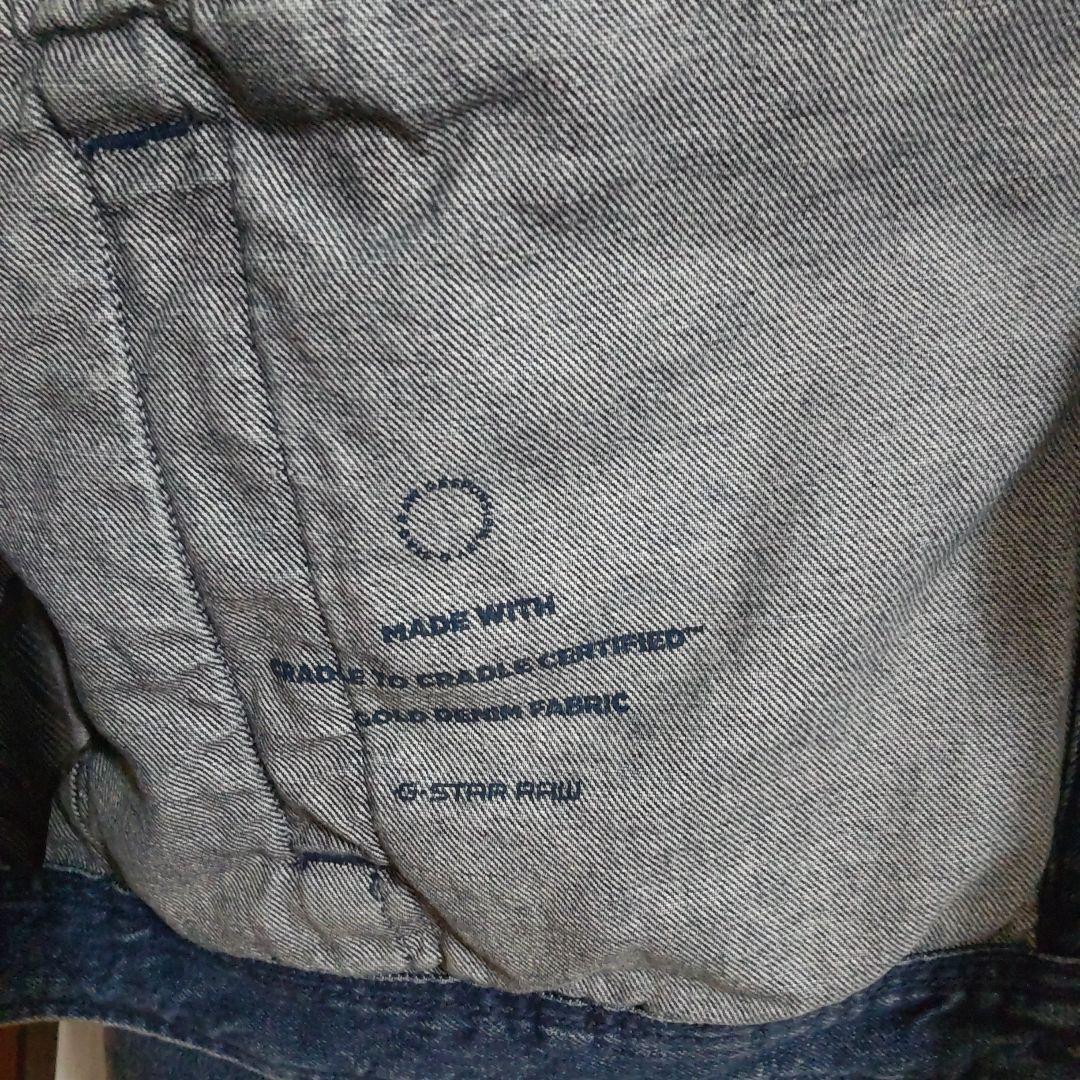 MADE WITH
CRADLE TO CRADLE CERTIFIED™
GOLD DENIM FABRIC
G-STAR RAW